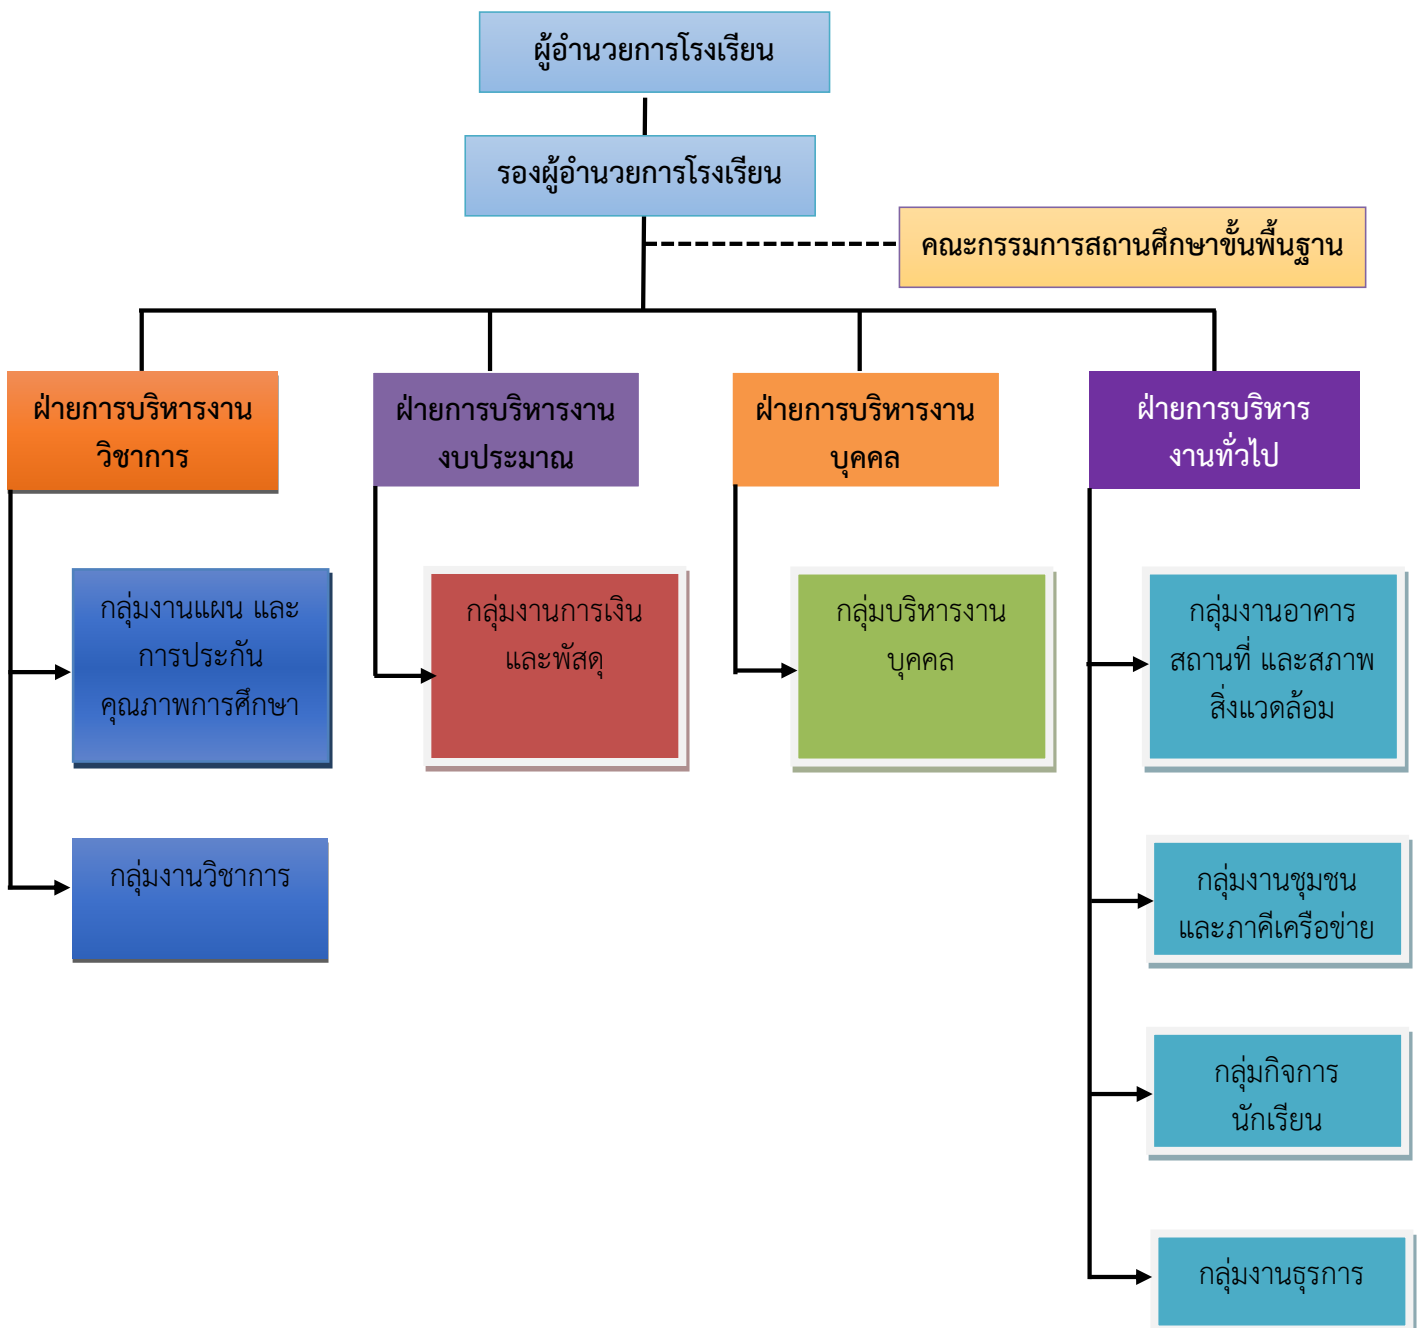 ผู้อำนวยการโรงเรียน
รองผู้อำนวยการโรงเรียน
คณะกรรมการสถานศึกษาขั้นพื้นฐาน
ฝ่ายการบริหารงาน
วิชาการ
ฝ่ายการบริหารงาน
งบประมาณ
ฝ่ายการบริหารงาน
บุคคล
ฝ่ายการบริหาร
งานทั่วไป
กลุ่มงานแผน และ
การประกัน
คุณภาพการศึกษา
กลุ่มงานการเงิน
และพัสดุ
กลุ่มบริหารงาน
บุคคล
กลุ่มงานอาคาร
สถานที่ และสภาพ
สิ่งแวดล้อม
กลุ่มงานวิชาการ
กลุ่มงานชุมชน
และภาคีเครือข่าย
กลุ่มกิจการ
นักเรียน
กลุ่มงานธุรการ